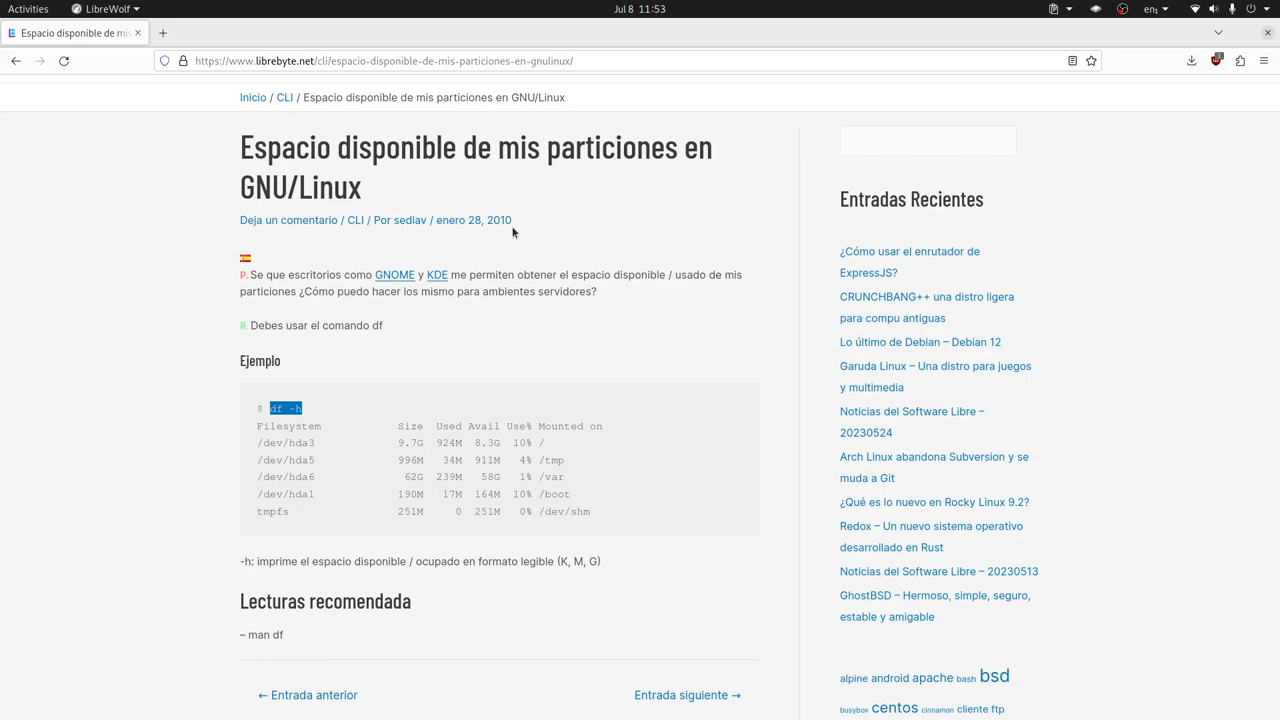 Activities
LibreWolf
Jul 8 11:53
en₁
Espacio disponible de mis
https://www.librebyte.net/cli/espacio-disponible-de-mis-particiones-en-gnulinux/
1
Inicio / CLI / Espacio disponible de mis particiones en GNU/Linux
Espacio disponible de mis particiones en
GNU/Linux
Deja un comentario / CLI / Por sedlav / enero 28, 2010
P. Se que escritorios como GNOME y KDE me permiten obtener el espacio disponible / usado de mis
particiones ¿Cómo puedo hacer los mismo para ambientes servidores?
R. Debes usar el comando df
Ejemplo
$ df -h
Filesystem Size Used Avail Use% Mounted on
/dev/hda3 9.7G 924M 8.3G 10% /
/dev/hda5 996M 34M 911M 4% /tmp
/dev/hda6 62G 239M 58G 1% /var
/dev/hda1 190M 17M 164M 10% /boot
tmpfs 251M 0 251M 0% /dev/shm
-h: imprime el espacio disponible / ocupado en formato legible (K, M, G)
Lecturas recomendada
– man df
← Entrada anterior
Entrada siguiente →
Entradas Recientes
¿Cómo usar el enrutador de
ExpressJS?
CRUNCHBANG++ una distro ligera
para compu antiguas
Lo último de Debian – Debian 12
Garuda Linux – Una distro para juegos
y multimedia
Noticias del Software Libre –
20230524
Arch Linux abandona Subversion y se
muda a Git
¿Qué es lo nuevo en Rocky Linux 9.2?
Redox – Un nuevo sistema operativo
desarrollado en Rust
Noticias del Software Libre – 20230513
GhostBSD – Hermoso, simple, seguro,
estable y amigable
alpine android apache bash bsd
busybox centos cinnamon cliente ftp